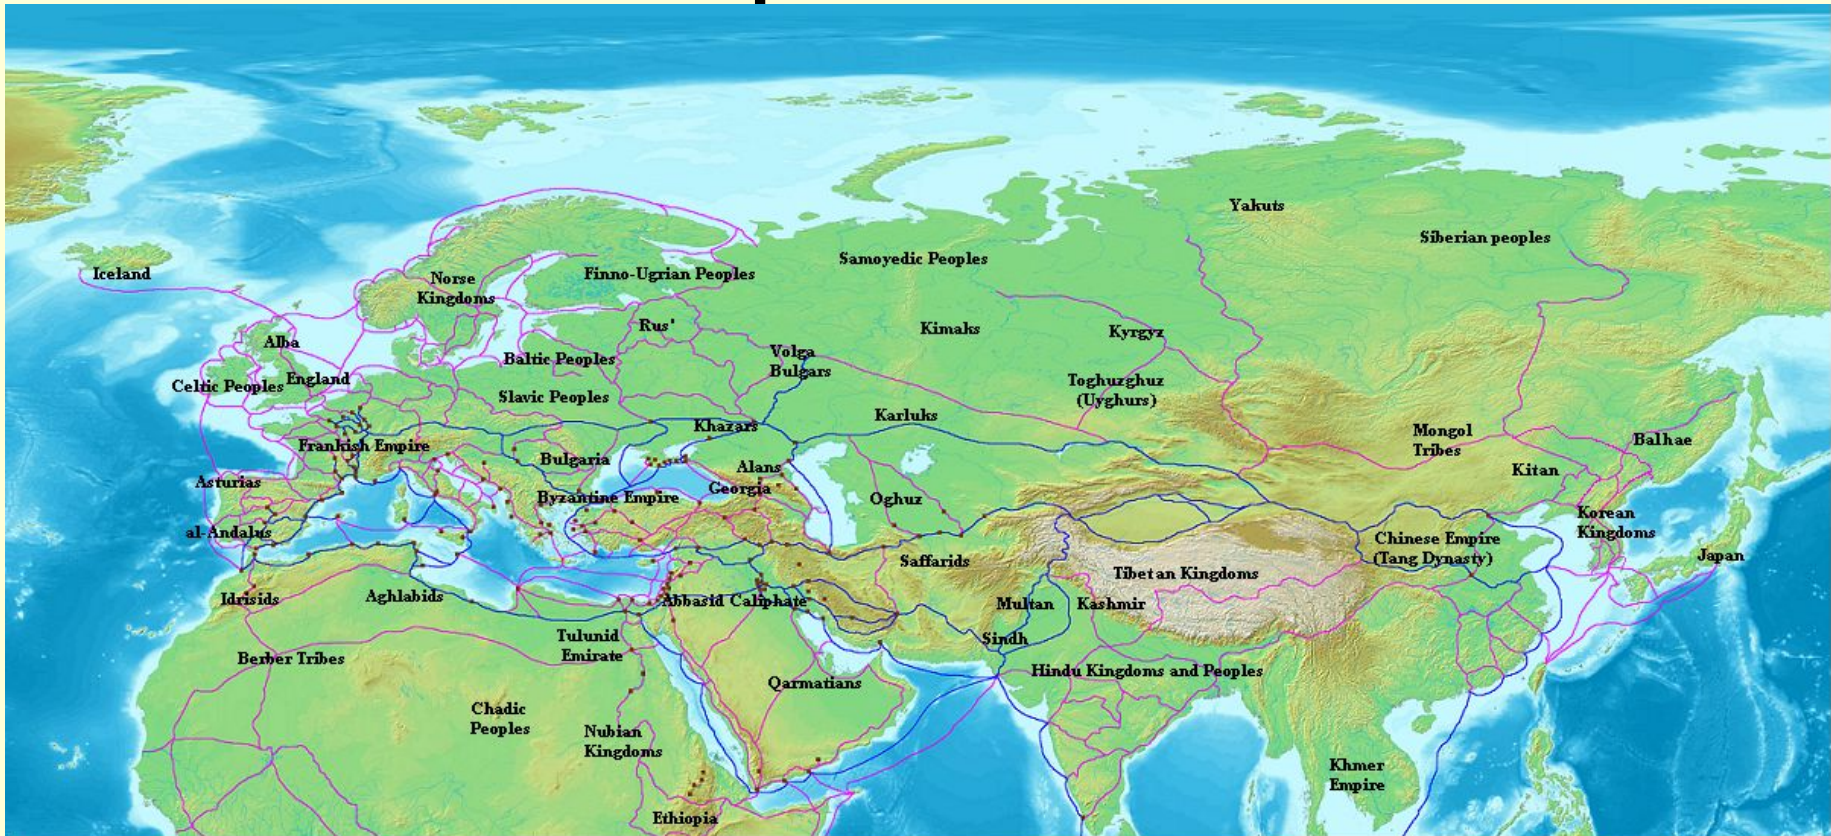 Yakuts
Siberian peoples
Samoyedic Peoples
Iceland
Finno-Ugrian Peoples
Norse
Kingdoms
Rus'
Kimaks
Kyrgyz
Alba
Baltic Peoples
Volga
Bulgars
Celtic Peoples
England
Toghuzghuz
(Uyghurs)
Slavic Peoples
Karluks
Khazars
Frankish Empire
Mongol
Tribes
Balhae
Bulgaria
Alans
Kitan
Asturias
Georgia
Byzantine Empire
Oghuz
Korean
Kingdoms
al-Andalus
Chinese Empire
(Tang Dynasty)
Japan
Saffarids
Tibetan Kingdoms
Idrisids
Aghlabids
Abbasid Caliphate
Multan
Kashmir
Tulunid
Emirate
Sindh
Berber Tribes
Hindu Kingdoms and Peoples
Qarmatians
Chadic
Peoples
Nubian
Kingdoms
Khmer
Empire
Ethiopia